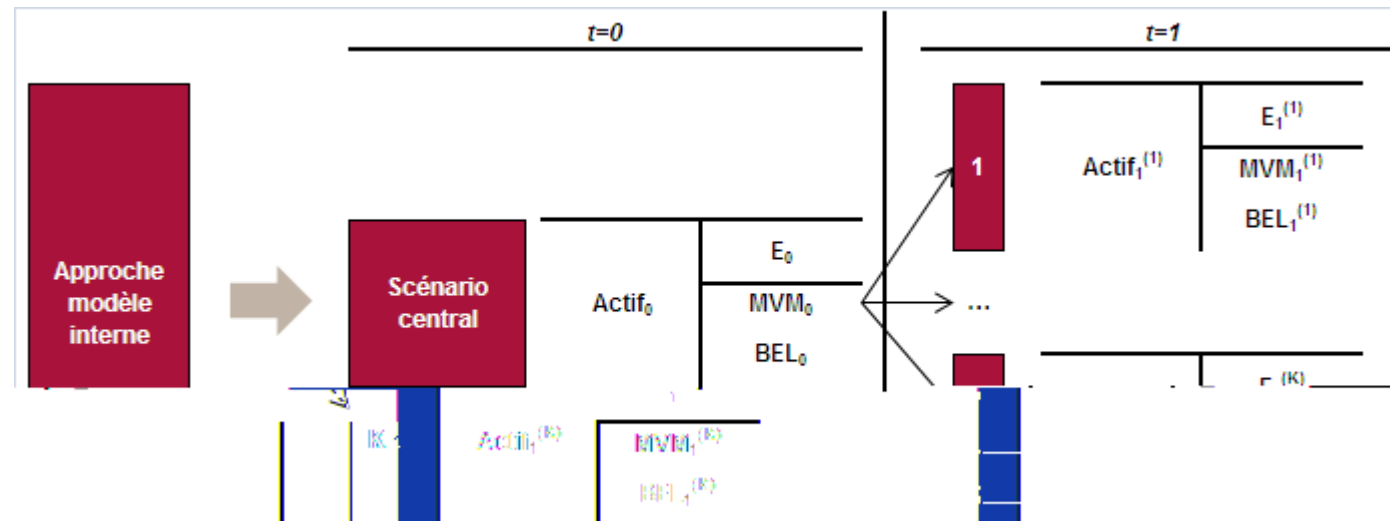 t=0
t=1
E₁⁽¹⁾
1
Actif₁⁽¹⁾
MVM₁⁽¹⁾
BEL₁⁽¹⁾
Approche
modèle
interne
Scénario
central
Actif₀
E₀
MVM₀
BEL₀
...
K
Actif₁⁽ᴷ⁾
MVM₁⁽ᴷ⁾
BEL₁⁽ᴷ⁾